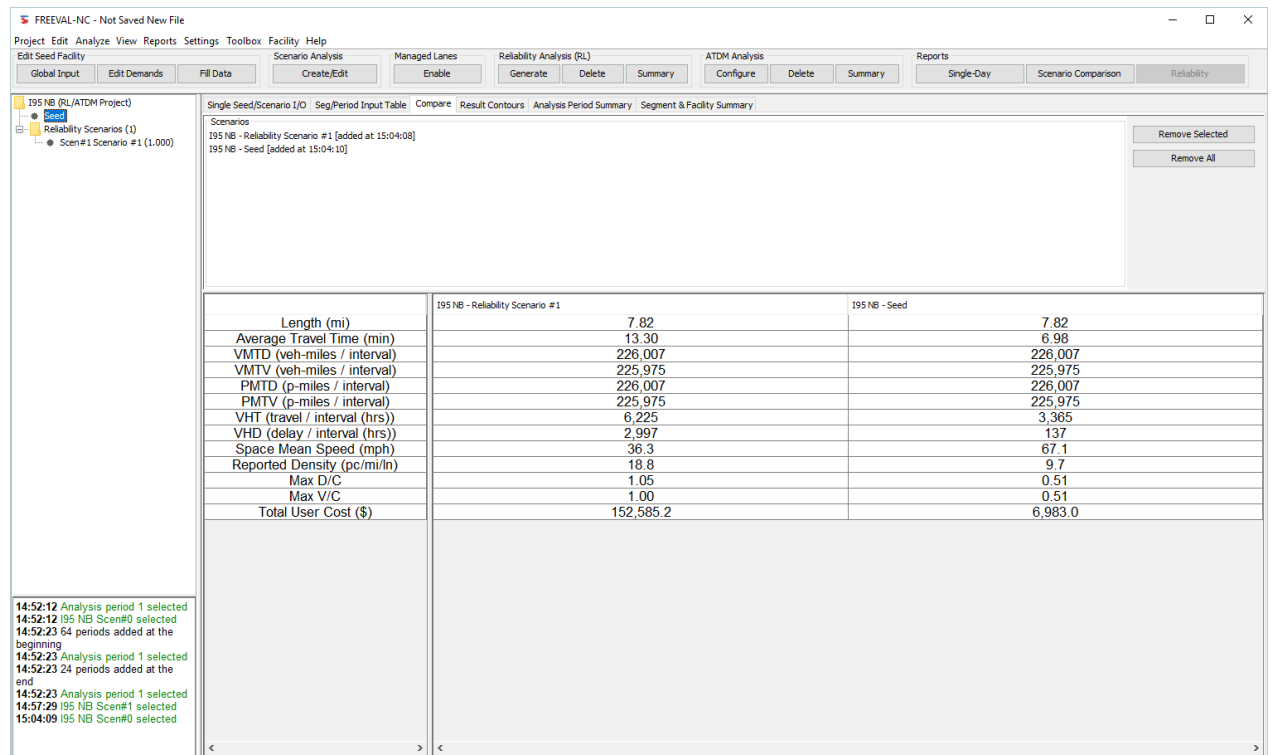 FREEVAL-NC - Not Saved New File
Project Edit Analyze View Reports Settings Toolbox Facility Help
Edit Seed Facility Scenario Analysis Managed Lanes Reliability Analysis (RL) ATDM Analysis Reports
Global Input Edit Demands Fill Data Create/Edit Enable Generate Delete Summary Configure Delete Summary Single-Day Scenario Comparison Reliability
I95 NB (RL/ATDM Project)
Seed
Reliability Scenarios (1)
Scen#1 Scenario #1 (1.000)
Single Seed/Scenario I/O Seg/Period Input Table Compare Result Contours Analysis Period Summary Segment & Facility Summary
Scenarios
I95 NB - Reliability Scenario #1 [added at 15:04:08]
I95 NB - Seed [added at 15:04:10]
Remove Selected
Remove All
I95 NB - Reliability Scenario #1 I95 NB - Seed
Length (mi) 7.82 7.82
Average Travel Time (min) 13.30 6.98
VMTD (veh-miles / interval) 226,007 226,007
VMTV (veh-miles / interval) 225,975 225,975
PMTD (p-miles / interval) 226,007 226,007
PMTV (p-miles / interval) 225,975 225,975
VHT (travel / interval (hrs)) 6,225 3,365
VHD (delay / interval (hrs)) 2,997 137
Space Mean Speed (mph) 36.3 67.1
Reported Density (pc/mi/ln) 18.8 9.7
Max D/C 1.05 0.51
Max V/C 1.00 0.51
Total User Cost ($) 152,585.2 6,983.0
14:52:12 Analysis period 1 selected
14:52:12 I95 NB Scen#0 selected
14:52:23 64 periods added at the
beginning
14:52:23 Analysis period 1 selected
14:52:23 24 periods added at the
end
14:52:23 Analysis period 1 selected
14:57:29 I95 NB Scen#1 selected
15:04:09 I95 NB Scen#0 selected